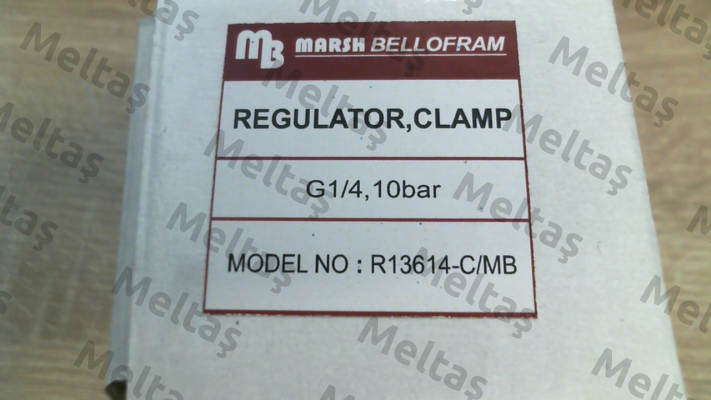 MB MARSH BELLOFRAM
REGULATOR,CLAMP
G1/4,10bar
MODEL NO : R13614-C/MB
Meltaş